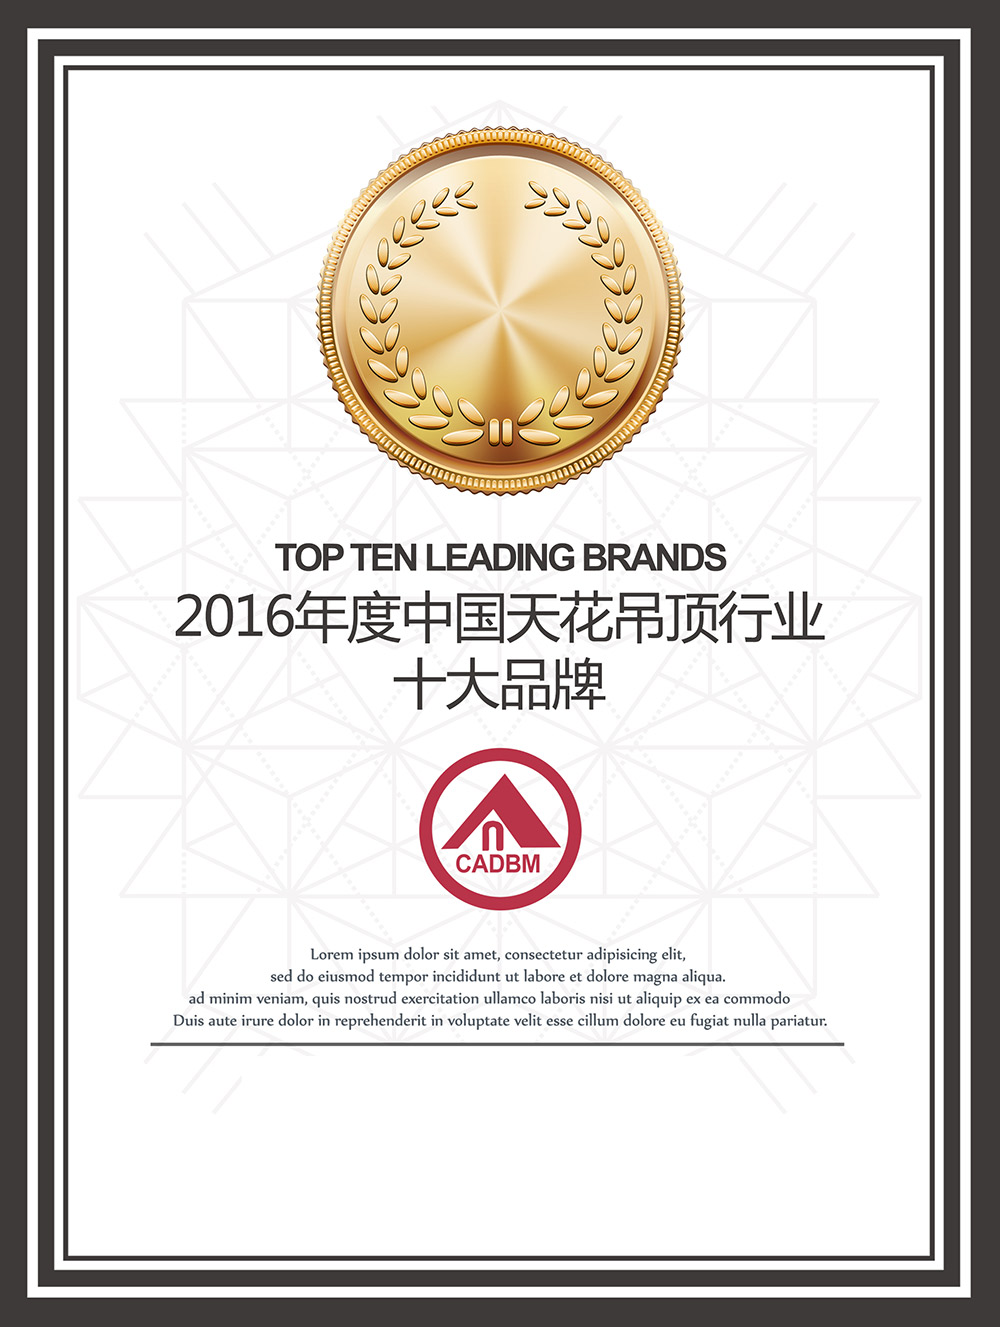 TOP TEN LEADING BRANDS
2016年度中国天花吊顶行业
十大品牌
CADBM
Lorem ipsum dolor sit amet, consectetur adipisicing elit,
sed do eiusmod tempor incididunt ut labore et dolore magna aliqua.
ad minim veniam, quis nostrud exercitation ullamco laboris nisi ut aliquip ex ea commodo
Duis aute irure dolor in reprehenderit in voluptate velit esse cillum dolore eu fugiat nulla pariatur.